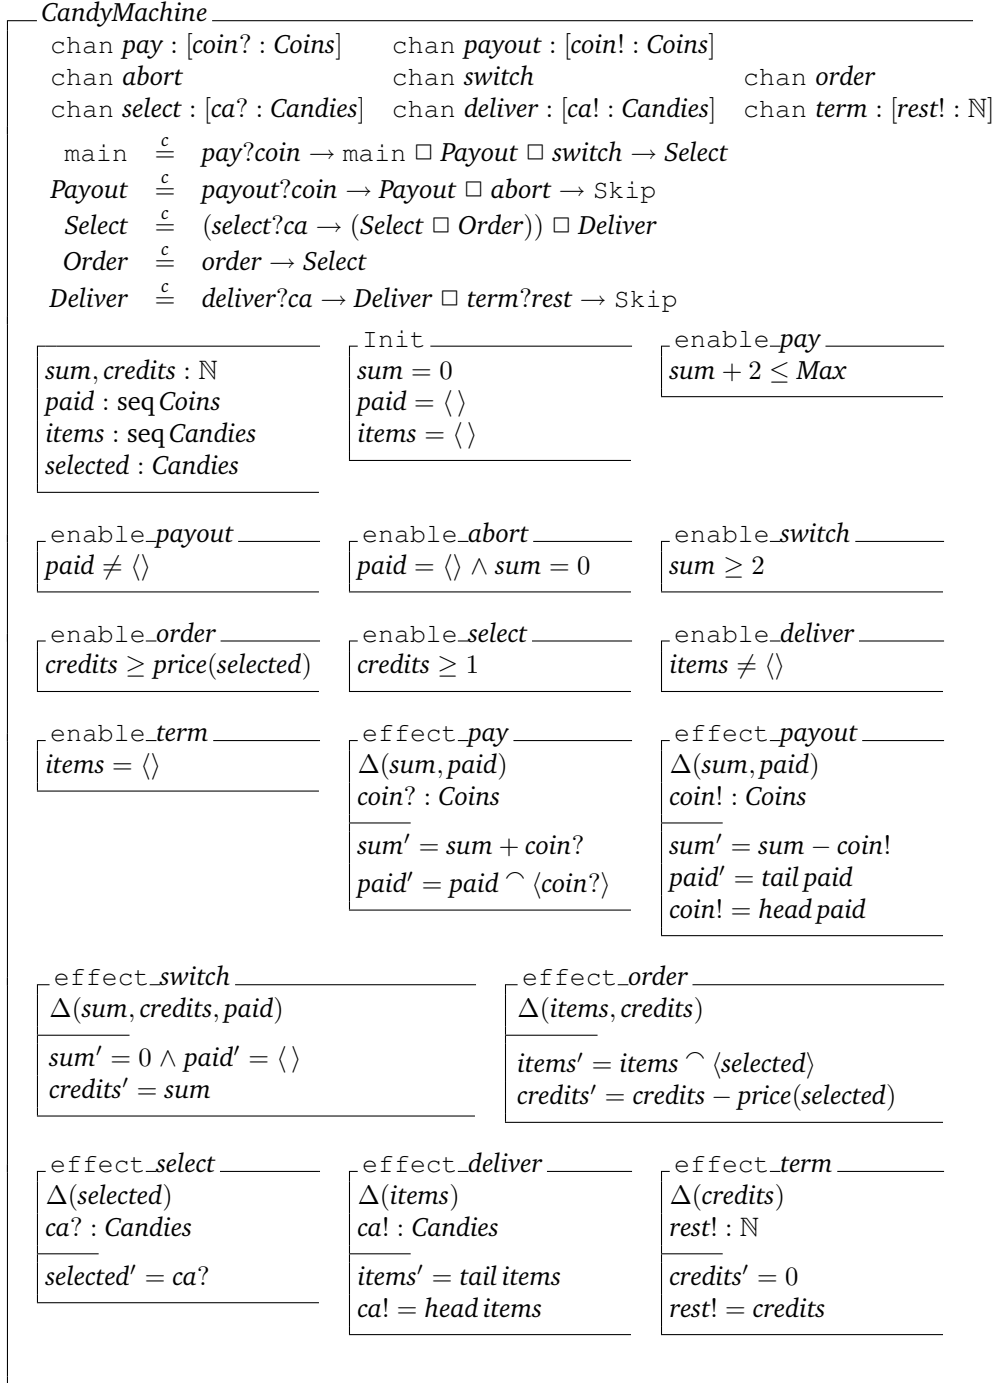 CandyMachine
chan pay : [coin? : Coins] chan payout : [coin! : Coins]
chan abort chan switch chan order
chan select : [ca? : Candies] chan deliver : [ca! : Candies] chan term : [rest! : ℕ]
main c= pay?coin → main □ Payout □ switch → Select
Payout c= payout?coin → Payout □ abort → Skip
Select c= (select?ca → (Select □ Order)) □ Deliver
Order c= order → Select
Deliver c= deliver?ca → Deliver □ term?rest → Skip
sum, credits : ℕ
paid : seq Coins
items : seq Candies
selected : Candies
Init
sum = 0
paid = ⟨ ⟩
items = ⟨ ⟩
enable_pay
sum + 2 ≤ Max
enable_payout
paid ≠ ⟨⟩
enable_abort
paid = ⟨⟩ ∧ sum = 0
enable_switch
sum ≥ 2
enable_order
credits ≥ price(selected)
enable_select
credits ≥ 1
enable_deliver
items ≠ ⟨⟩
enable_term
items = ⟨⟩
effect_pay
Δ(sum, paid)
coin? : Coins
sum′ = sum + coin?
paid′ = paid ⌢ ⟨coin?⟩
effect_payout
Δ(sum, paid)
coin! : Coins
sum′ = sum − coin!
paid′ = tail paid
coin! = head paid
effect_switch
Δ(sum, credits, paid)
sum′ = 0 ∧ paid′ = ⟨ ⟩
credits′ = sum
effect_order
Δ(items, credits)
items′ = items ⌢ ⟨selected⟩
credits′ = credits − price(selected)
effect_select
Δ(selected)
ca? : Candies
selected′ = ca?
effect_deliver
Δ(items)
ca! : Candies
items′ = tail items
ca! = head items
effect_term
Δ(credits)
rest! : ℕ
credits′ = 0
rest! = credits